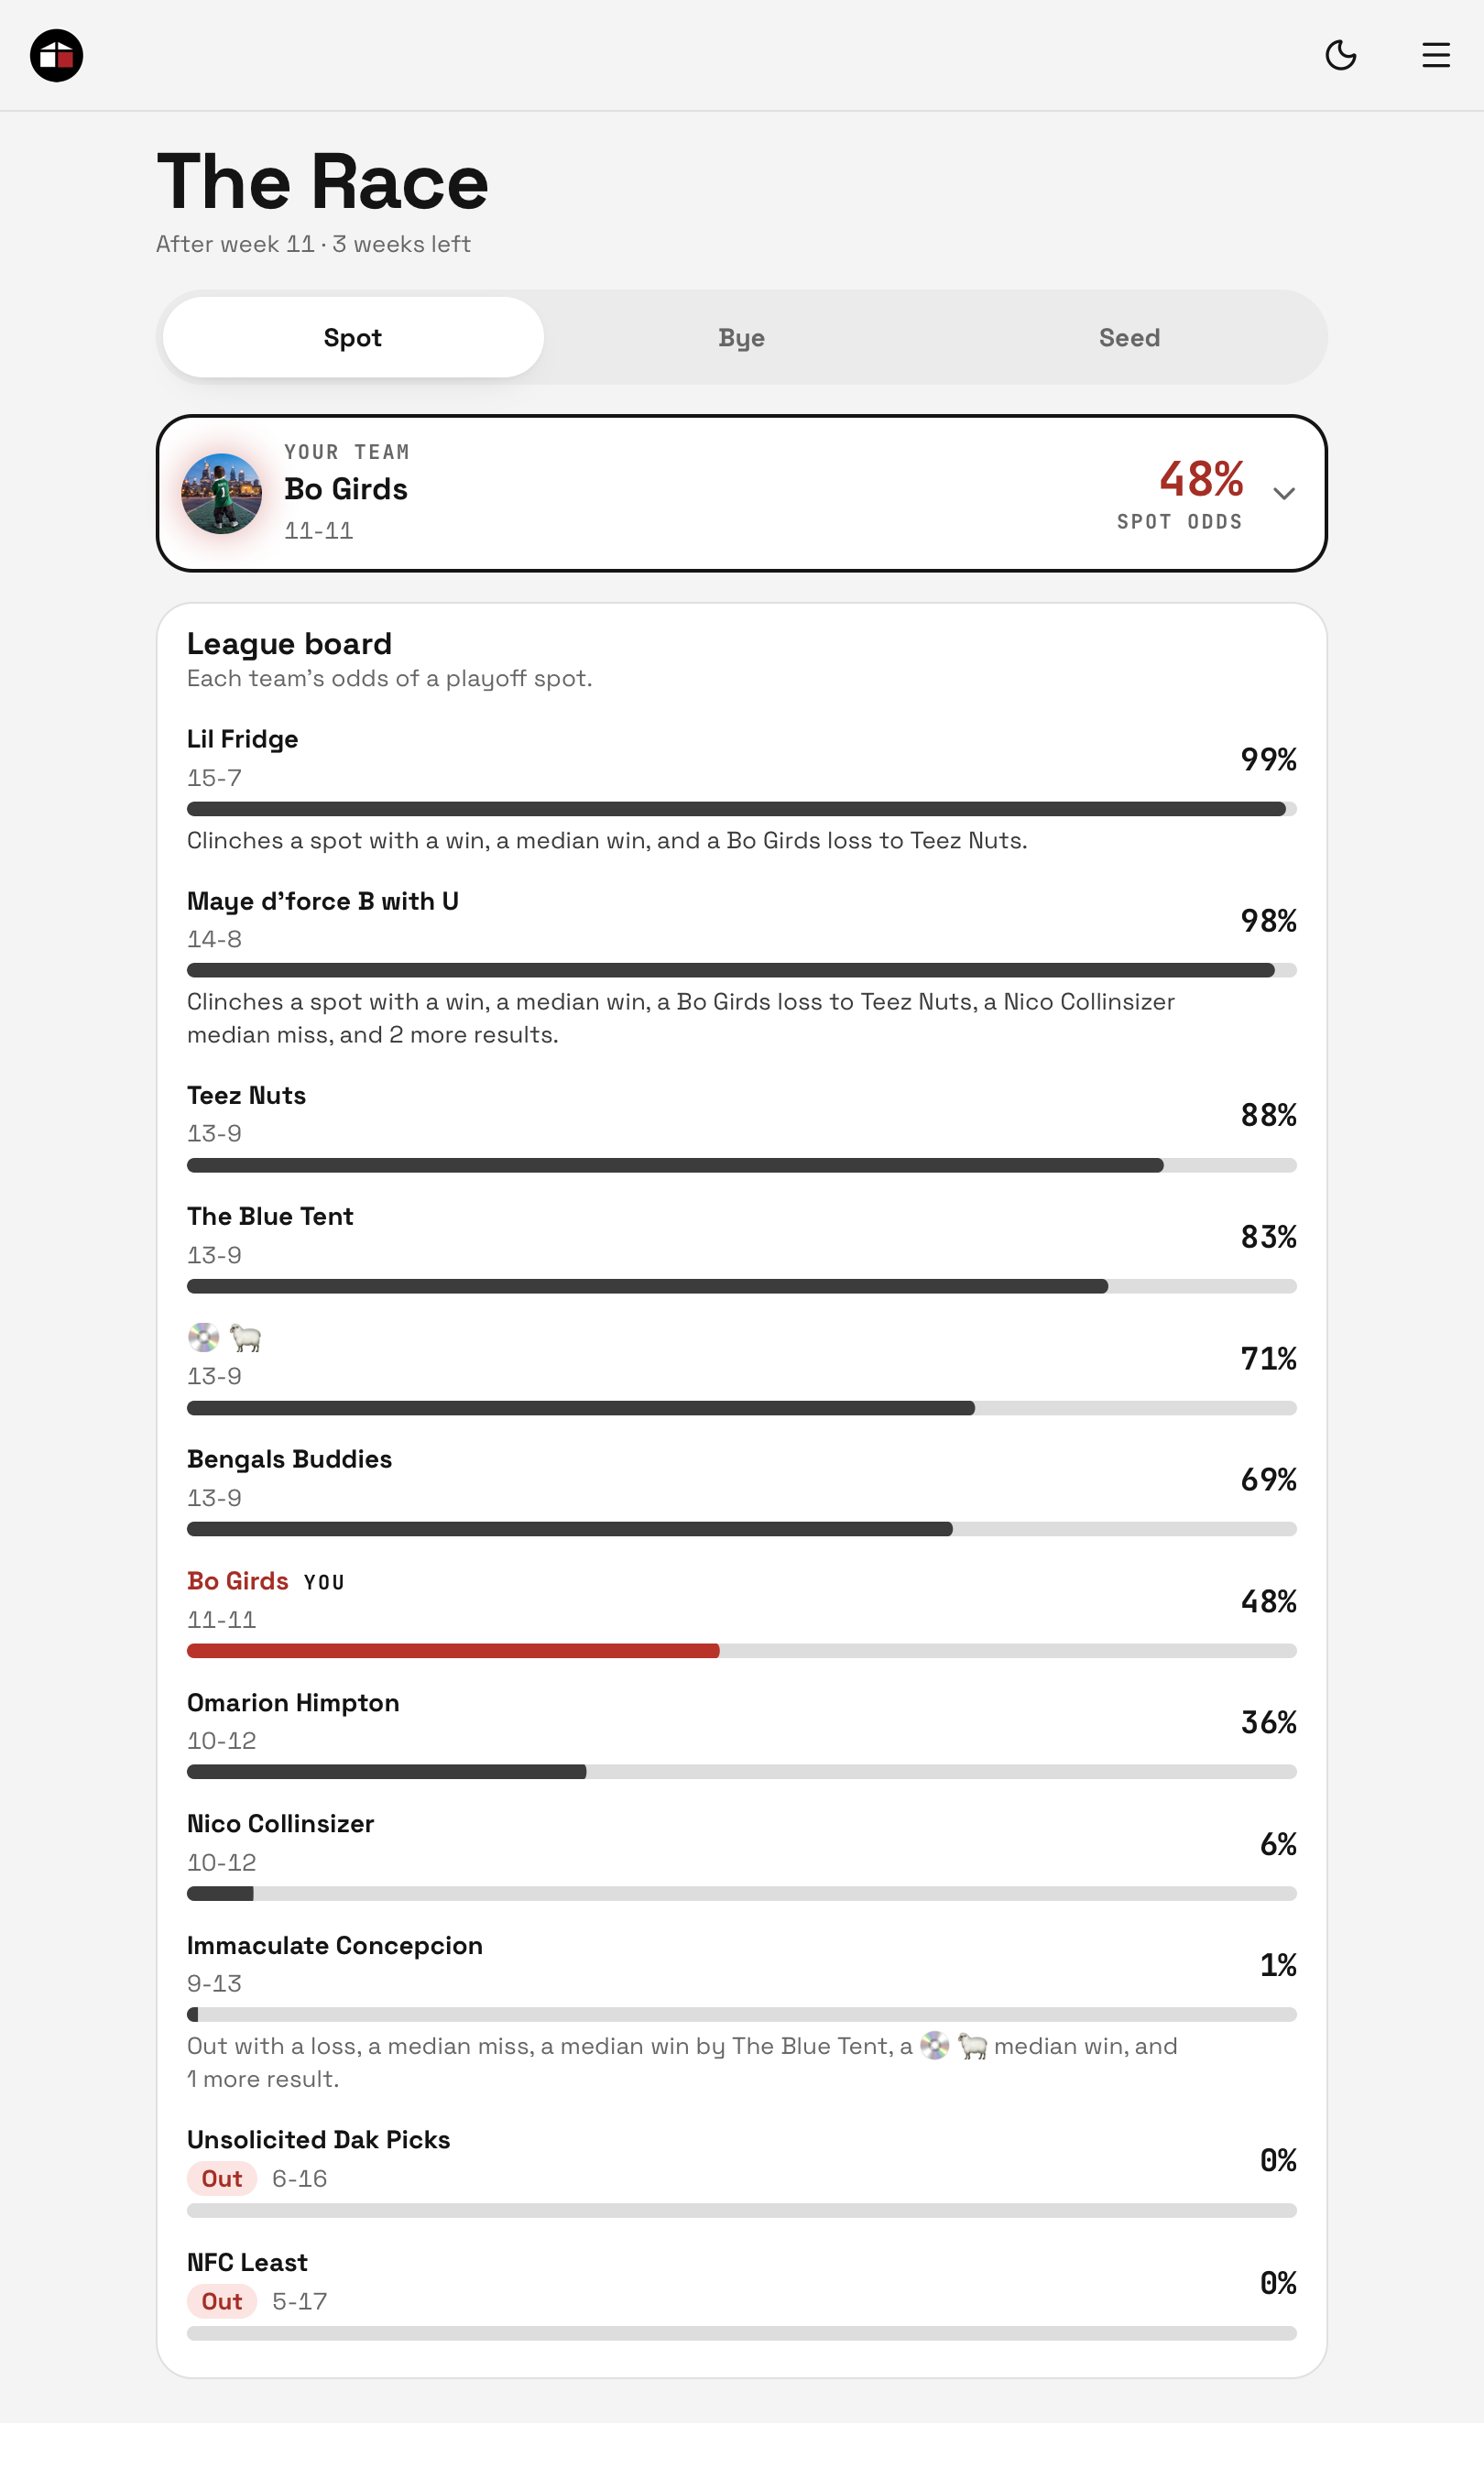 The Race
After week 11 · 3 weeks left
Spot
Bye
Seed
YOUR TEAM
Bo Girds
11-11
48%
SPOT ODDS
League board
Each team’s odds of a playoff spot.
Lil Fridge
15-7
99%
Clinches a spot with a win, a median win, and a Bo Girds loss to Teez Nuts.
Maye d’force B with U
14-8
98%
Clinches a spot with a win, a median win, a Bo Girds loss to Teez Nuts, a Nico Collinsizer
median miss, and 2 more results.
Teez Nuts
13-9
88%
The Blue Tent
13-9
83%
💿 🐑
13-9
71%
Bengals Buddies
13-9
69%
Bo Girds YOU
11-11
48%
Omarion Himpton
10-12
36%
Nico Collinsizer
10-12
6%
Immaculate Concepcion
9-13
1%
Out with a loss, a median miss, a median win by The Blue Tent, a 💿 🐑 median win, and
1 more result.
Unsolicited Dak Picks
Out 6-16
0%
NFC Least
Out 5-17
0%